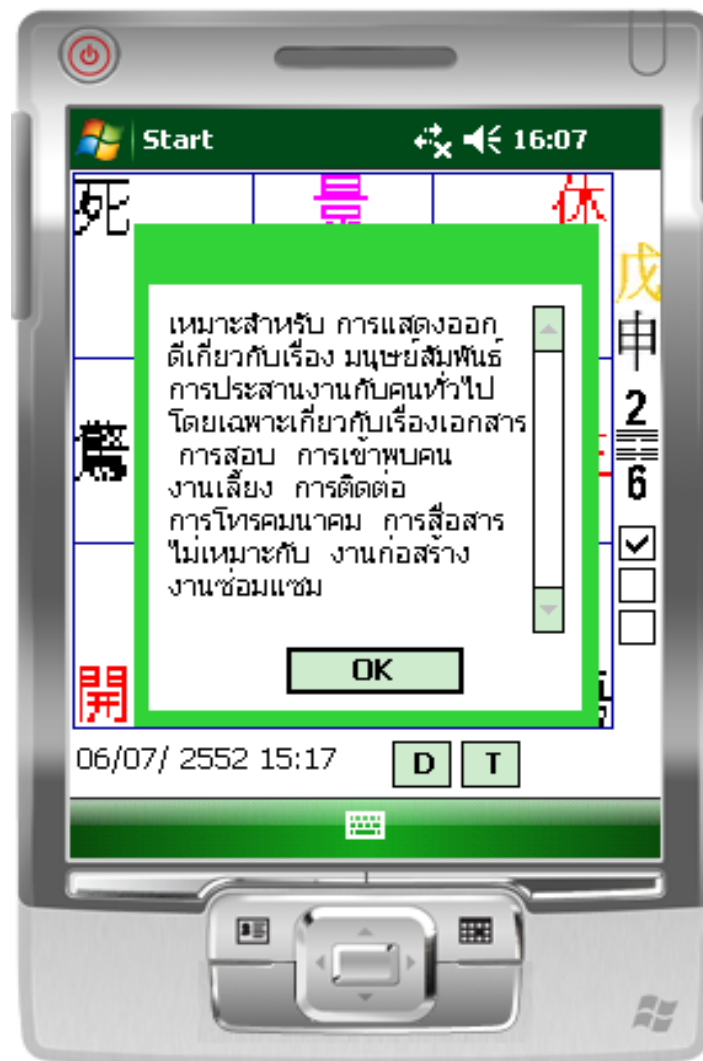 Start 16:07
死 景 休
戊
申
2
6
เหมาะสำหรับ การแสดงออก
ดีเกี่ยวกับเรื่อง มนุษย์สัมพันธ์
การประสานงานกับคนทั่วไป
โดยเฉพาะเกี่ยวกับเรื่องเอกสาร
การสอบ การเข้าพบคน
งานเลี้ยง การติดต่อ
การโทรคมนาคม การสื่อสาร
ไม่เหมาะกับ งานก่อสร้าง
งานซ่อมแซม
OK
驚
開
06/07/ 2552 15:17 D T